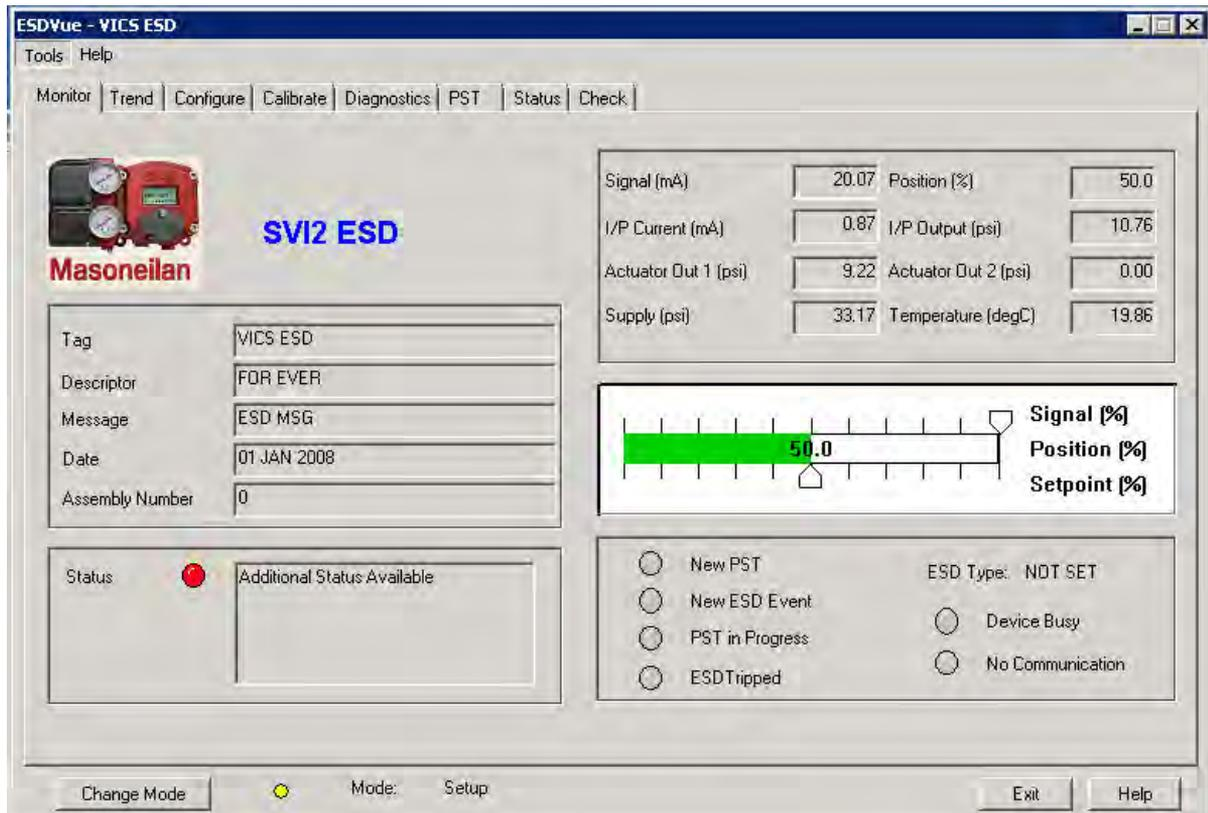 ESDVue - VICS ESD
Tools Help
Monitor Trend Configure Calibrate Diagnostics PST Status Check
Masoneilan
SVI2 ESD
Signal (mA) 20.07 Position (%) 50.0
I/P Current (mA) 0.87 I/P Output (psi) 10.76
Actuator Out 1 (psi) 9.22 Actuator Out 2 (psi) 0.00
Supply (psi) 33.17 Temperature (degC) 19.86
Tag VICS ESD
Descriptor FOR EVER
Message ESD MSG
Date 01 JAN 2008
Assembly Number 0
Signal (%)
50.0 Position (%)
Setpoint (%)
Status Additional Status Available
New PST
New ESD Event
PST in Progress
ESDTripped
ESD Type: NOT SET
Device Busy
No Communication
Change Mode Mode: Setup Exit Help